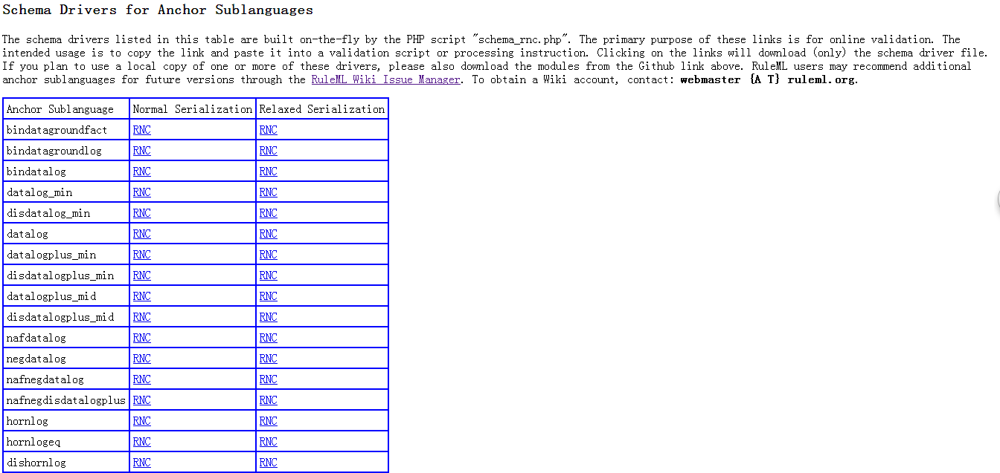 Schema Drivers for Anchor Sublanguages
The schema drivers listed in this table are built on-the-fly by the PHP script "schema_rnc.php". The primary purpose of these links is for online validation. The
intended usage is to copy the link and paste it into a validation script or processing instruction. Clicking on the links will download (only) the schema driver file.
If you plan to use a local copy of one or more of these drivers, please also download the modules from the Github link above. RuleML users may recommend additional
anchor sublanguages for future versions through the RuleML Wiki Issue Manager. To obtain a Wiki account, contact: webmaster {A T} ruleml.org.
Anchor Sublanguage Normal Serialization Relaxed Serialization
bindatagroundfact RNC RNC
bindatagroundlog RNC RNC
bindatalog RNC RNC
datalog_min RNC RNC
disdatalog_min RNC RNC
datalog RNC RNC
datalogplus_min RNC RNC
disdatalogplus_min RNC RNC
datalogplus_mid RNC RNC
disdatalogplus_mid RNC RNC
nafdatalog RNC RNC
negdatalog RNC RNC
nafnegdatalog RNC RNC
nafnegdisdatalogplus RNC RNC
hornlog RNC RNC
hornlogeq RNC RNC
dishornlog RNC RNC